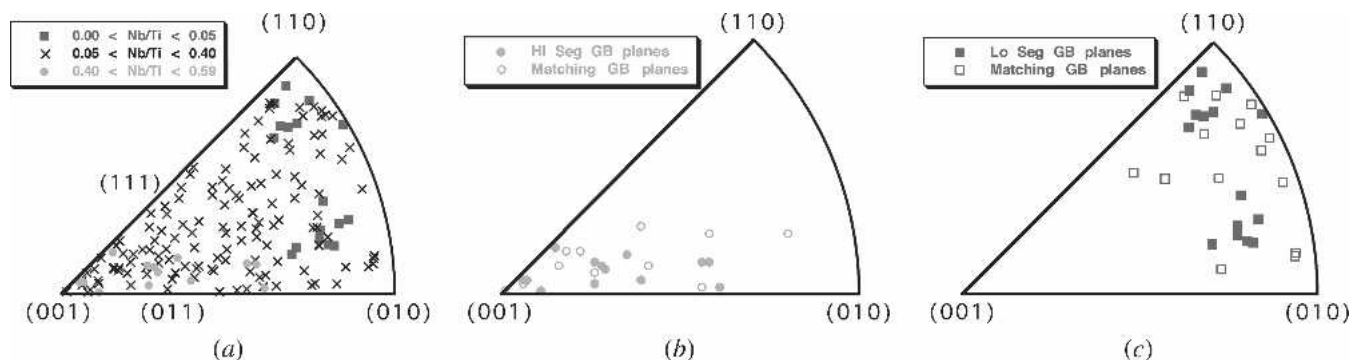 (110)
0.00 < Nb/Ti < 0.05
0.05 < Nb/Ti < 0.40
0.40 < Nb/Ti < 0.59
(111)
(001)
(011)
(010)
(a)
(110)
HI Seg GB planes
Matching GB planes
(001)
(010)
(b)
(110)
Lo Seg GB planes
Matching GB planes
(001)
(010)
(c)